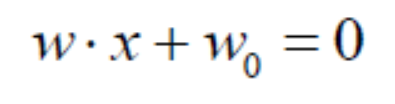 w · x + w₀ = 0